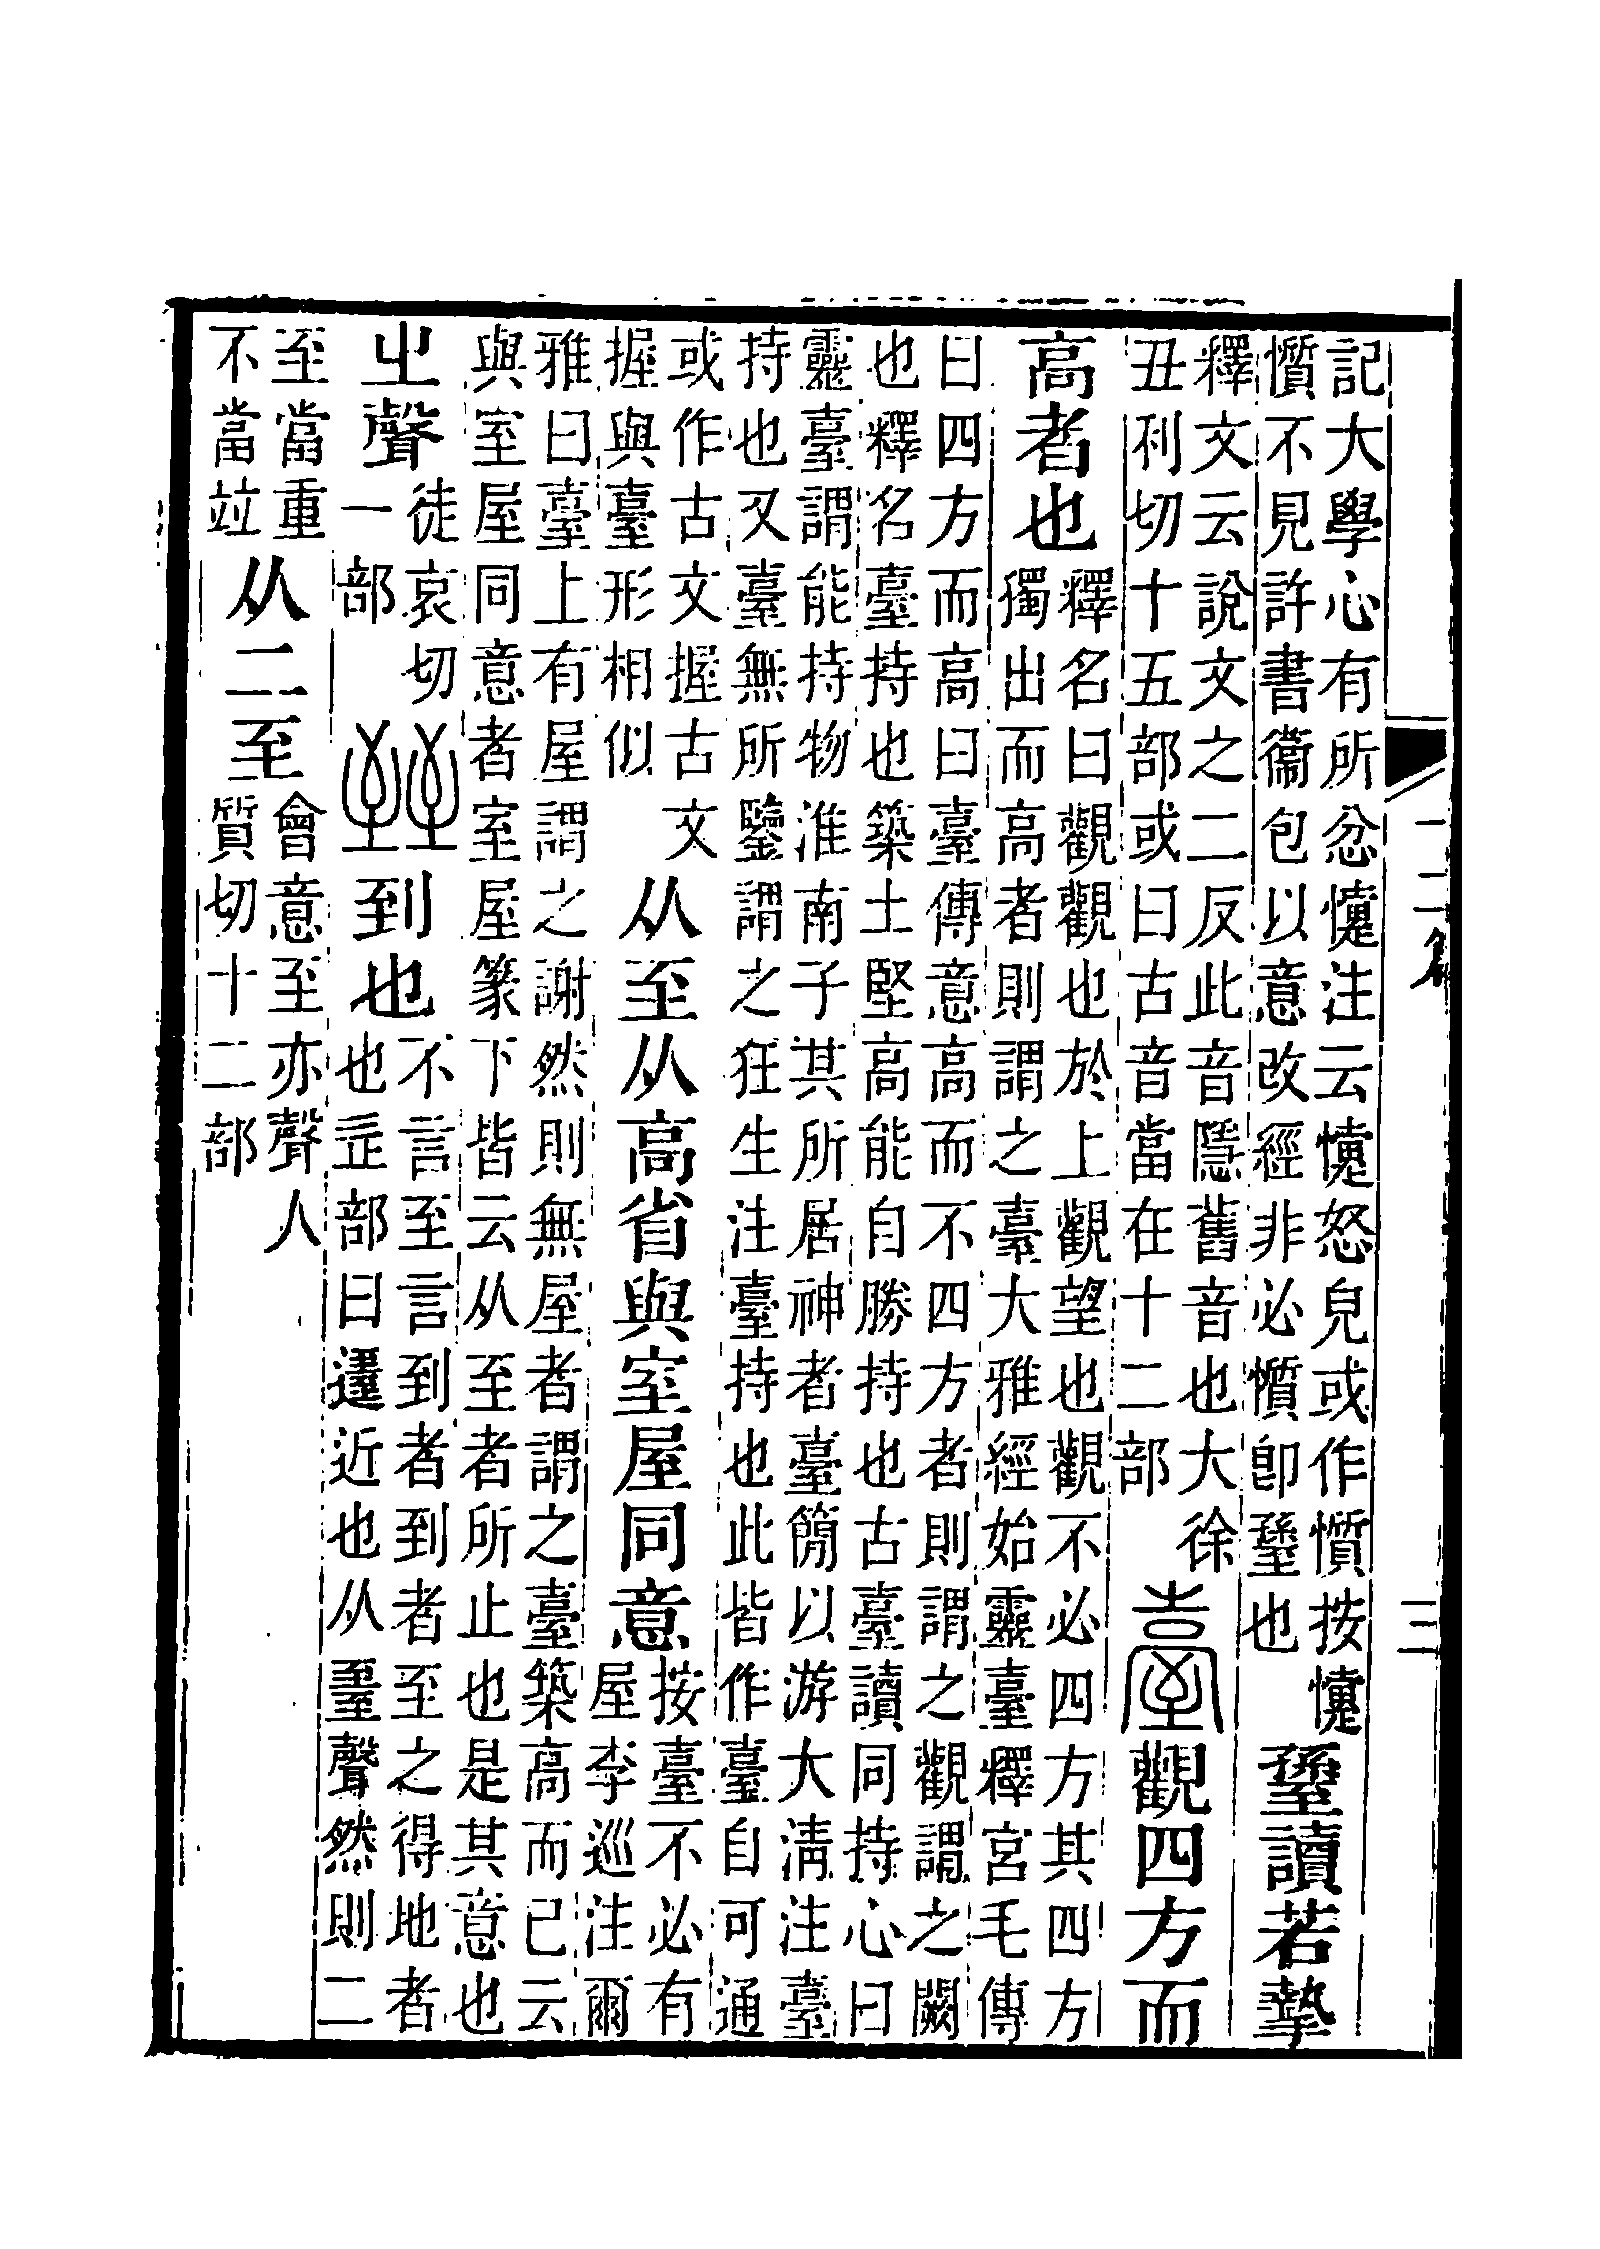 十二篇
三
記大學心有所忿懥注云懥怒皃或作懫按懥
懫不見許書衞包以意改經非必懫卽𦤶也
𦤶讀若摯
釋文云說文之二反此音隱舊音也大徐
丑利切十五部或曰古音當在十二部
臺觀四方而
高者也
釋名曰觀觀也於上觀望也觀不必四方其四方
獨出而高者則謂之臺大雅經始靈臺釋宮毛傳
曰四方而高曰臺傳意高而不四方者則謂之觀謂之闕
也釋名臺持也築土堅高能自勝持也古臺讀同持心曰
靈臺謂能持物淮南子其所居神者臺簡以游大淸注臺
持也又臺無所鑒謂之狂生注臺持也此皆作臺自可通
或作古文握古文
握與臺形相似
从至从高省與室屋同意
按臺不必有
屋李巡注爾
雅曰臺上有屋謂之謝然則無屋者謂之臺築高而已云
與室屋同意者室屋篆下皆云从至者所止也是其意也
㞢聲
徒哀切
一部
臸到也
不言至言到者到者至之得地者
也辵部曰𨙔近也从臸聲然則二
至當重
不當竝
从二至
會意至亦聲人
質切十二部